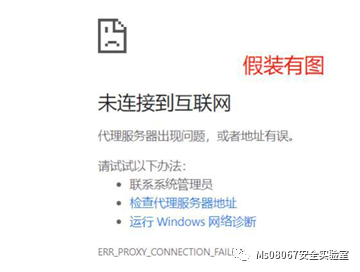 假装有图
未连接到互联网
代理服务器出现问题，或者地址有误。
请试试以下办法：
• 联系系统管理员
• 检查代理服务器地址
• 运行 Windows 网络诊断
ERR_PROXY_CONNECTION_FAILE
Ms08067安全实验室